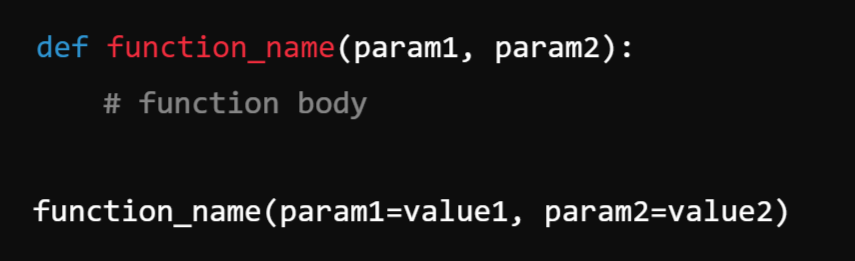 def function_name(param1, param2):
    # function body
function_name(param1=value1, param2=value2)